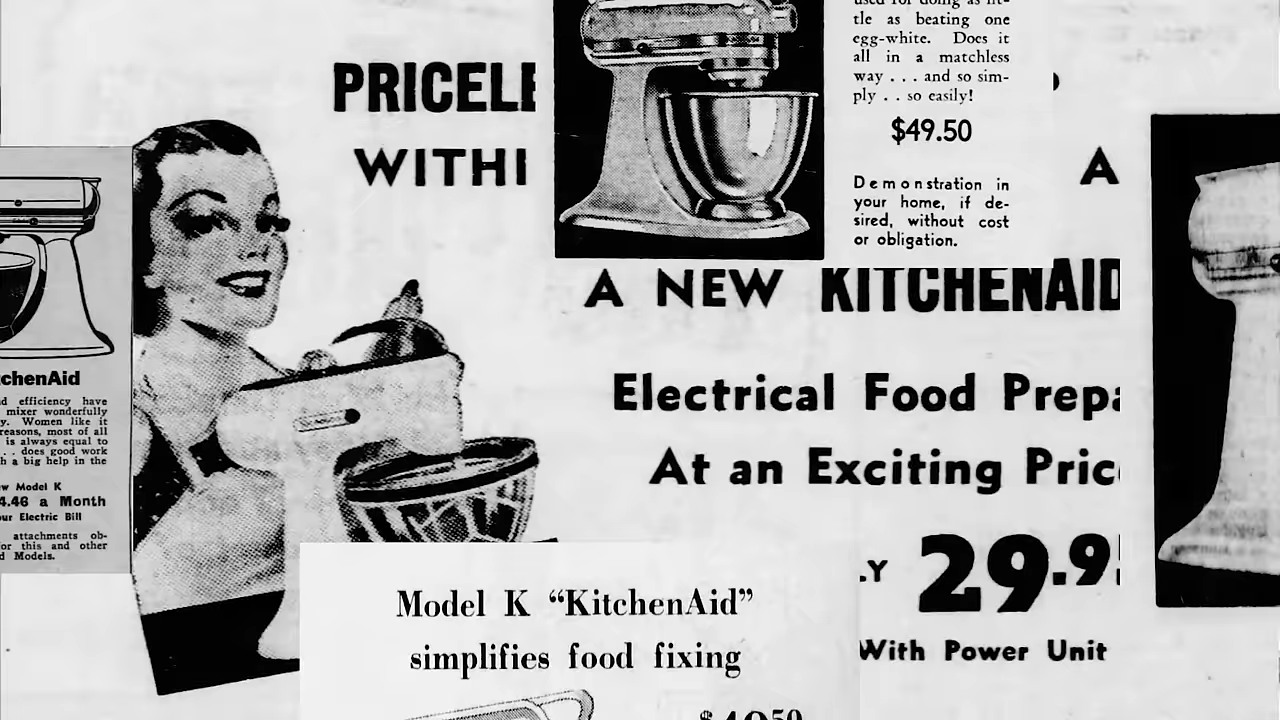 tle as beating one
egg-white. Does it
all in a matchless
way . . . and so sim-
ply . . so easily!
$49.50
Demonstration in
your home, if de-
sired, without cost
or obligation.
PRICELE
WITHI
A
A NEW KITCHENAID
Electrical Food Prepa
At an Exciting Pric
.Y 29.9
With Power Unit
chenAid
d efficiency have
mixer wonderfully
y. Women like it
reasons, most of all
is always equal to
. . does good work
h a big help in the
w Model K
4.46 a Month
ur Electric Bill
attachments ob-
or this and other
d Models.
Model K “KitchenAid”
simplifies food fixing